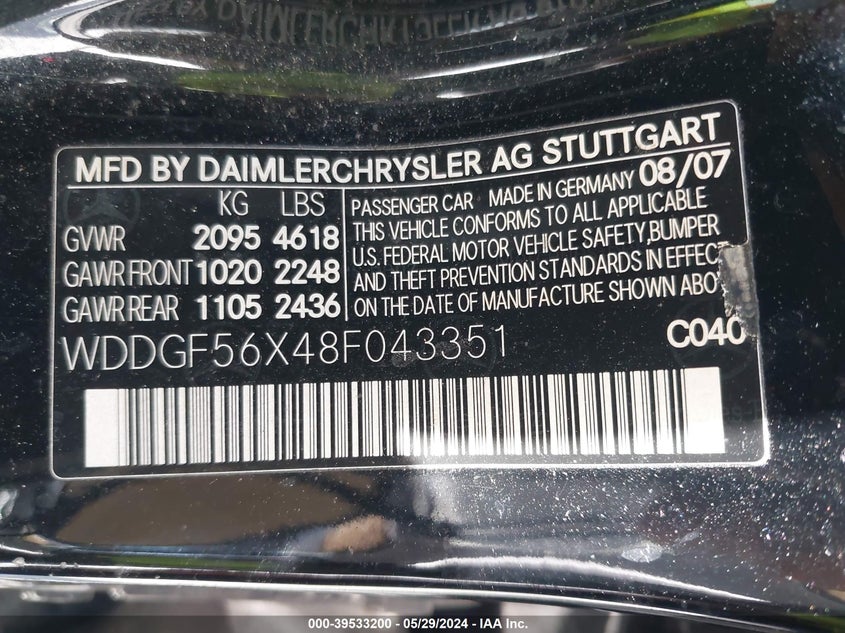 MFD BY DAIMLERCHRYSLER AG STUTTGART
KG LBS
GVWR 2095 4618
GAWR FRONT 1020 2248
GAWR REAR 1105 2436
PASSENGER CAR MADE IN GERMANY 08/07
THIS VEHICLE CONFORMS TO ALL APPLICABLE
U.S. FEDERAL MOTOR VEHICLE SAFETY, BUMPER
AND THEFT PREVENTION STANDARDS IN EFFECT
ON THE DATE OF MANUFACTURE SHOWN ABO
WDDGF56X48F043351
C040
000-39533200 - 05/29/2024 - IAA Inc.